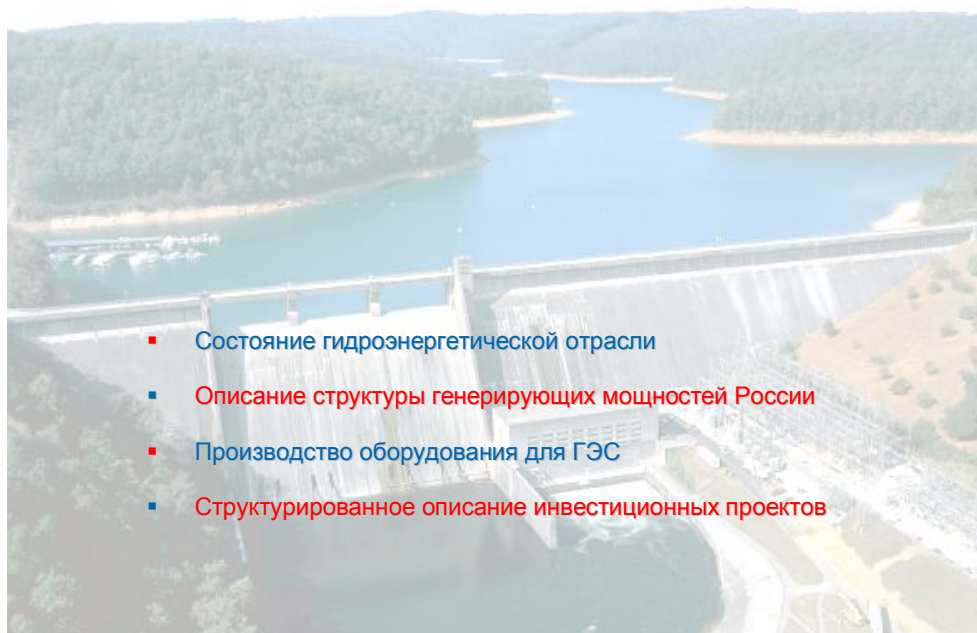 Состояние гидроэнергетической отрасли
Описание структуры генерирующих мощностей России
Производство оборудования для ГЭС
Структурированное описание инвестиционных проектов